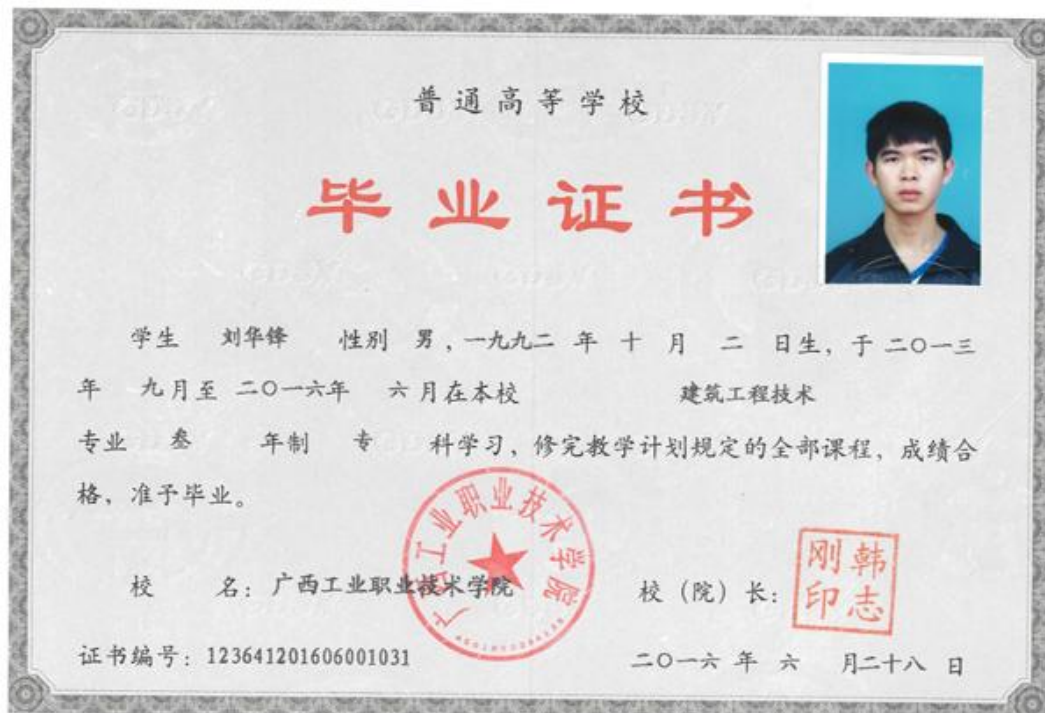 普通高等学校
毕业证书
学生 刘华锋 性别 男，一九九二 年 十 月 二 日生，于 二〇一三
年 九月至 二〇一六年 六月在本校 建筑工程技术
专业 叁 年制 专 科学习，修完教学计划规定的全部课程，成绩合
格，准予毕业。
广西工业职业技术学院
校 名：广西工业职业技术学院 校（院）长：
韩志刚印
证书编号：123641201606001031 二〇一六 年 六 月二十八 日